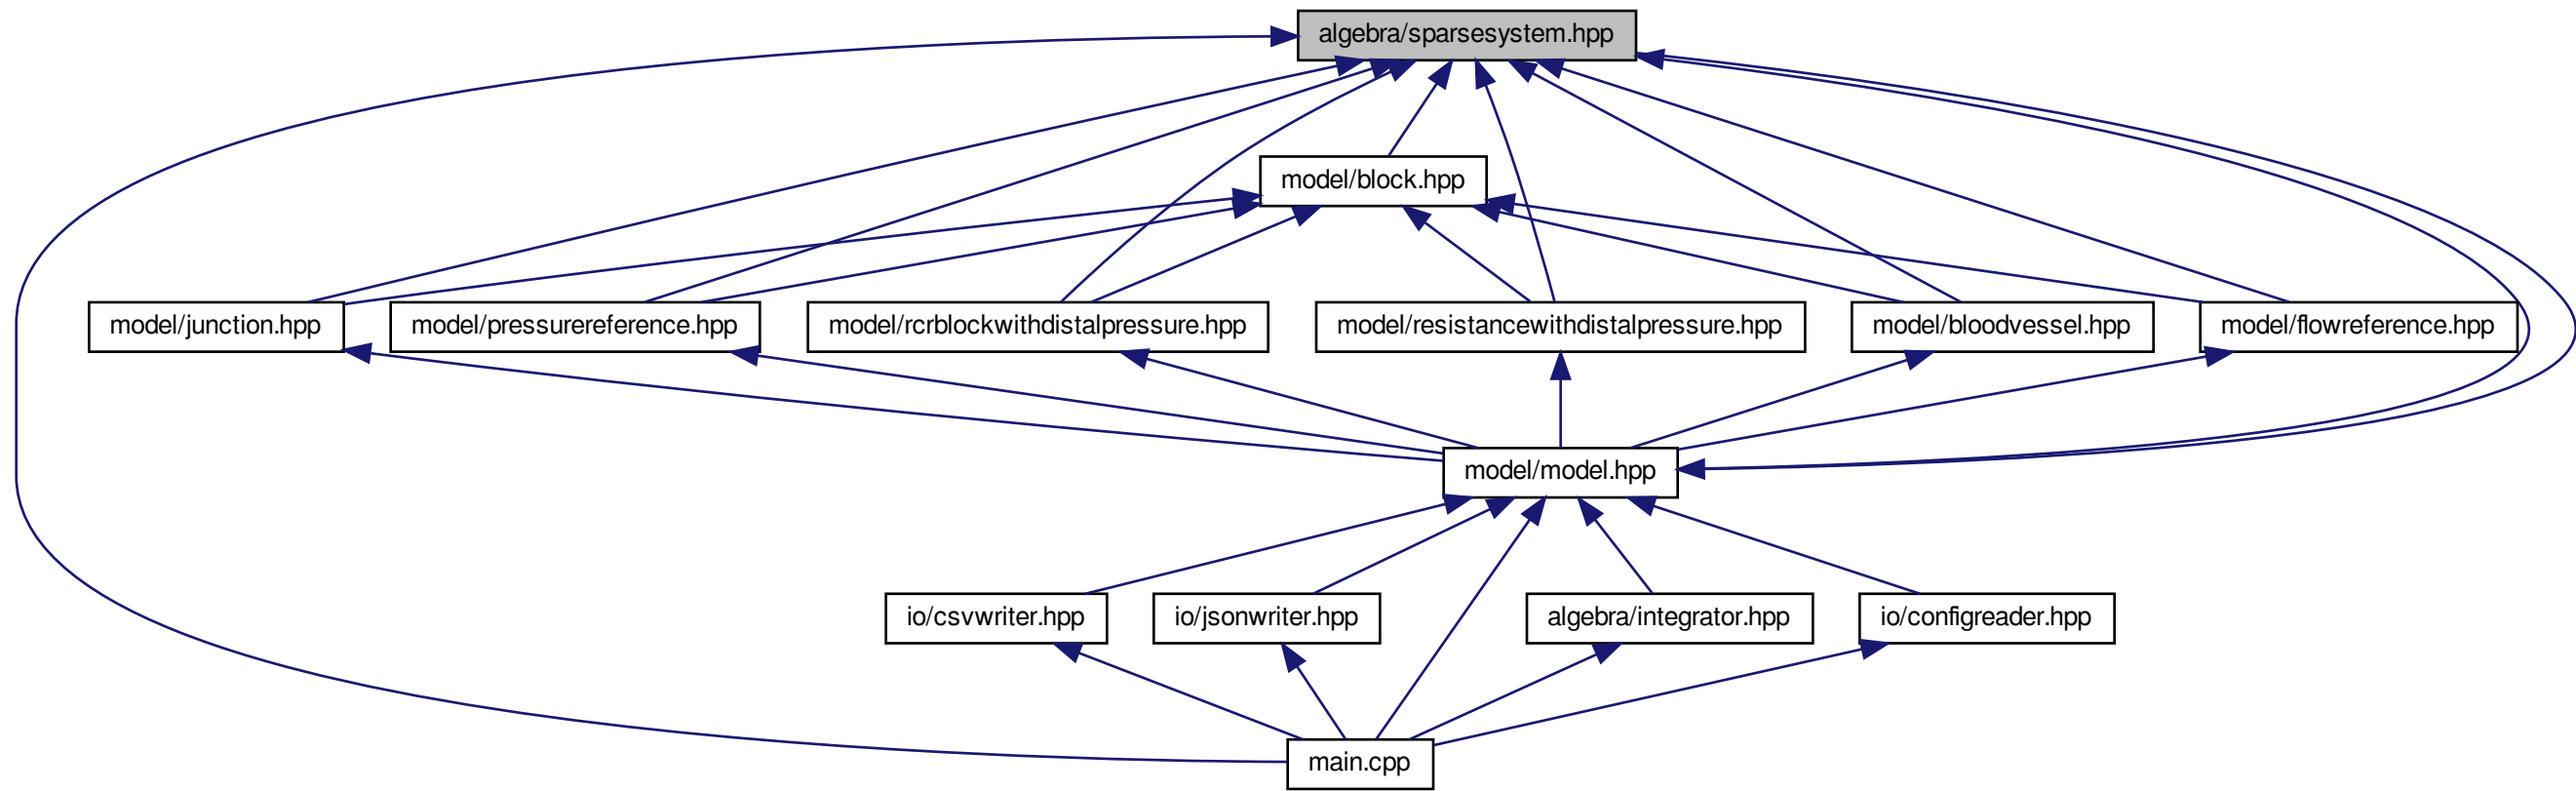 algebra/sparsesystem.hpp
model/block.hpp
model/junction.hpp
model/pressurereference.hpp
model/rcrblockwithdistalpressure.hpp
model/resistancewithdistalpressure.hpp
model/bloodvessel.hpp
model/flowreference.hpp
model/model.hpp
io/csvwriter.hpp
io/jsonwriter.hpp
algebra/integrator.hpp
io/configreader.hpp
main.cpp